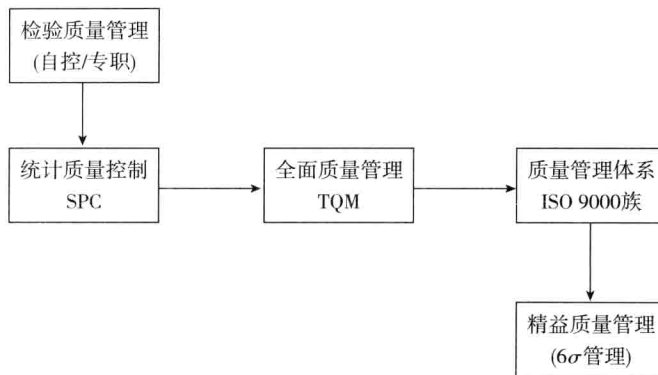 检验质量管理
(自控/专职)
统计质量控制
SPC
全面质量管理
TQM
质量管理体系
ISO 9000族
精益质量管理
(6σ管理)